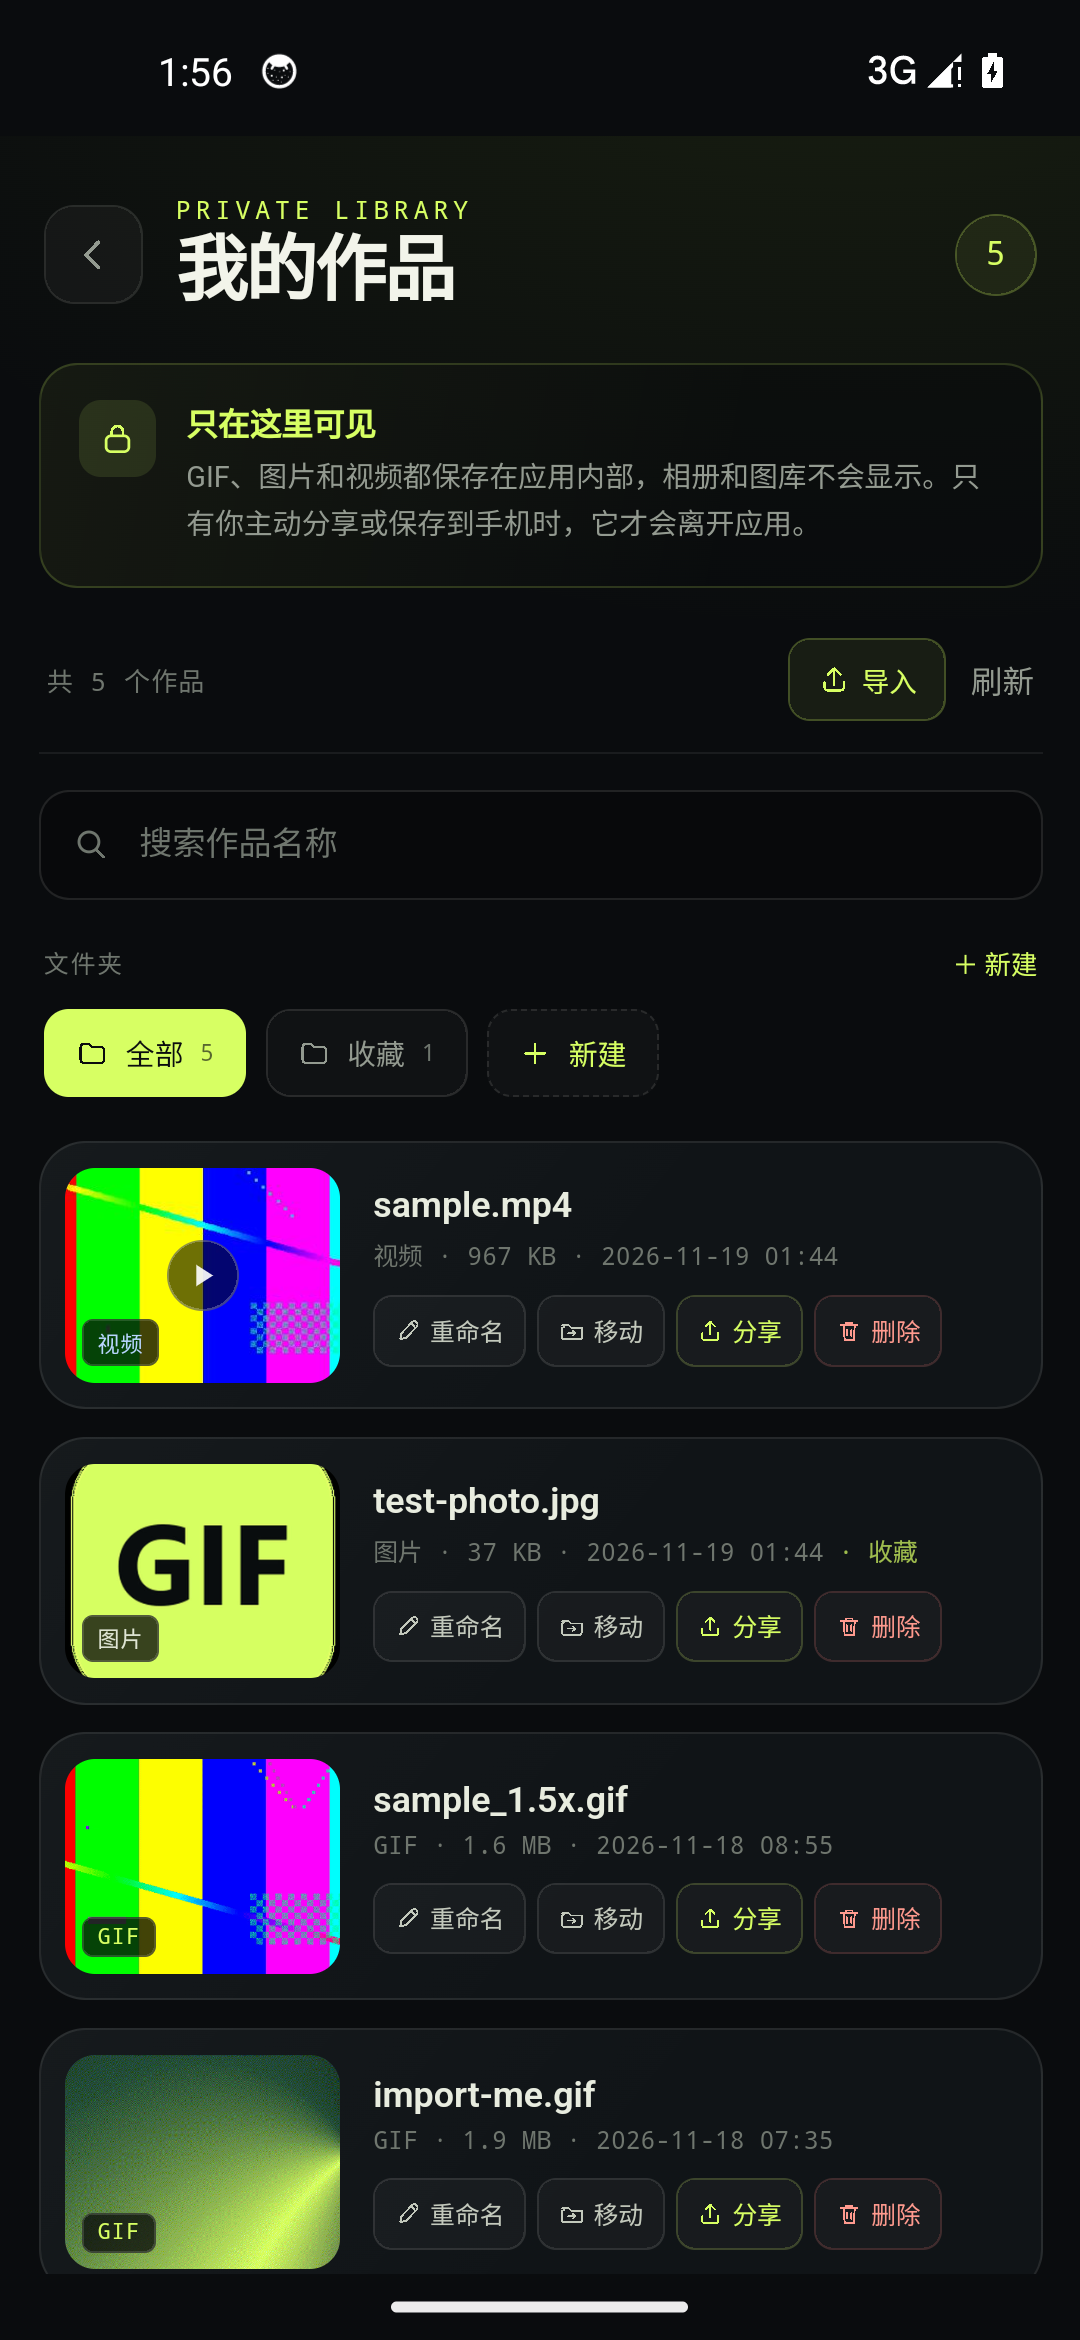 1:56
3G
PRIVATE LIBRARY
我的作品
5
只在这里可见
GIF、图片和视频都保存在应用内部，相册和图库不会显示。只
有你主动分享或保存到手机时，它才会离开应用。
共 5 个作品
导入
刷新
搜索作品名称
文件夹
新建
全部 5
收藏 1
新建
视频
sample.mp4
视频 · 967 KB · 2026-11-19 01:44
重命名
移动
分享
删除
GIF
图片
test-photo.jpg
图片 · 37 KB · 2026-11-19 01:44 · 收藏
重命名
移动
分享
删除
GIF
sample_1.5x.gif
GIF · 1.6 MB · 2026-11-18 08:55
重命名
移动
分享
删除
GIF
import-me.gif
GIF · 1.9 MB · 2026-11-18 07:35
重命名
移动
分享
删除